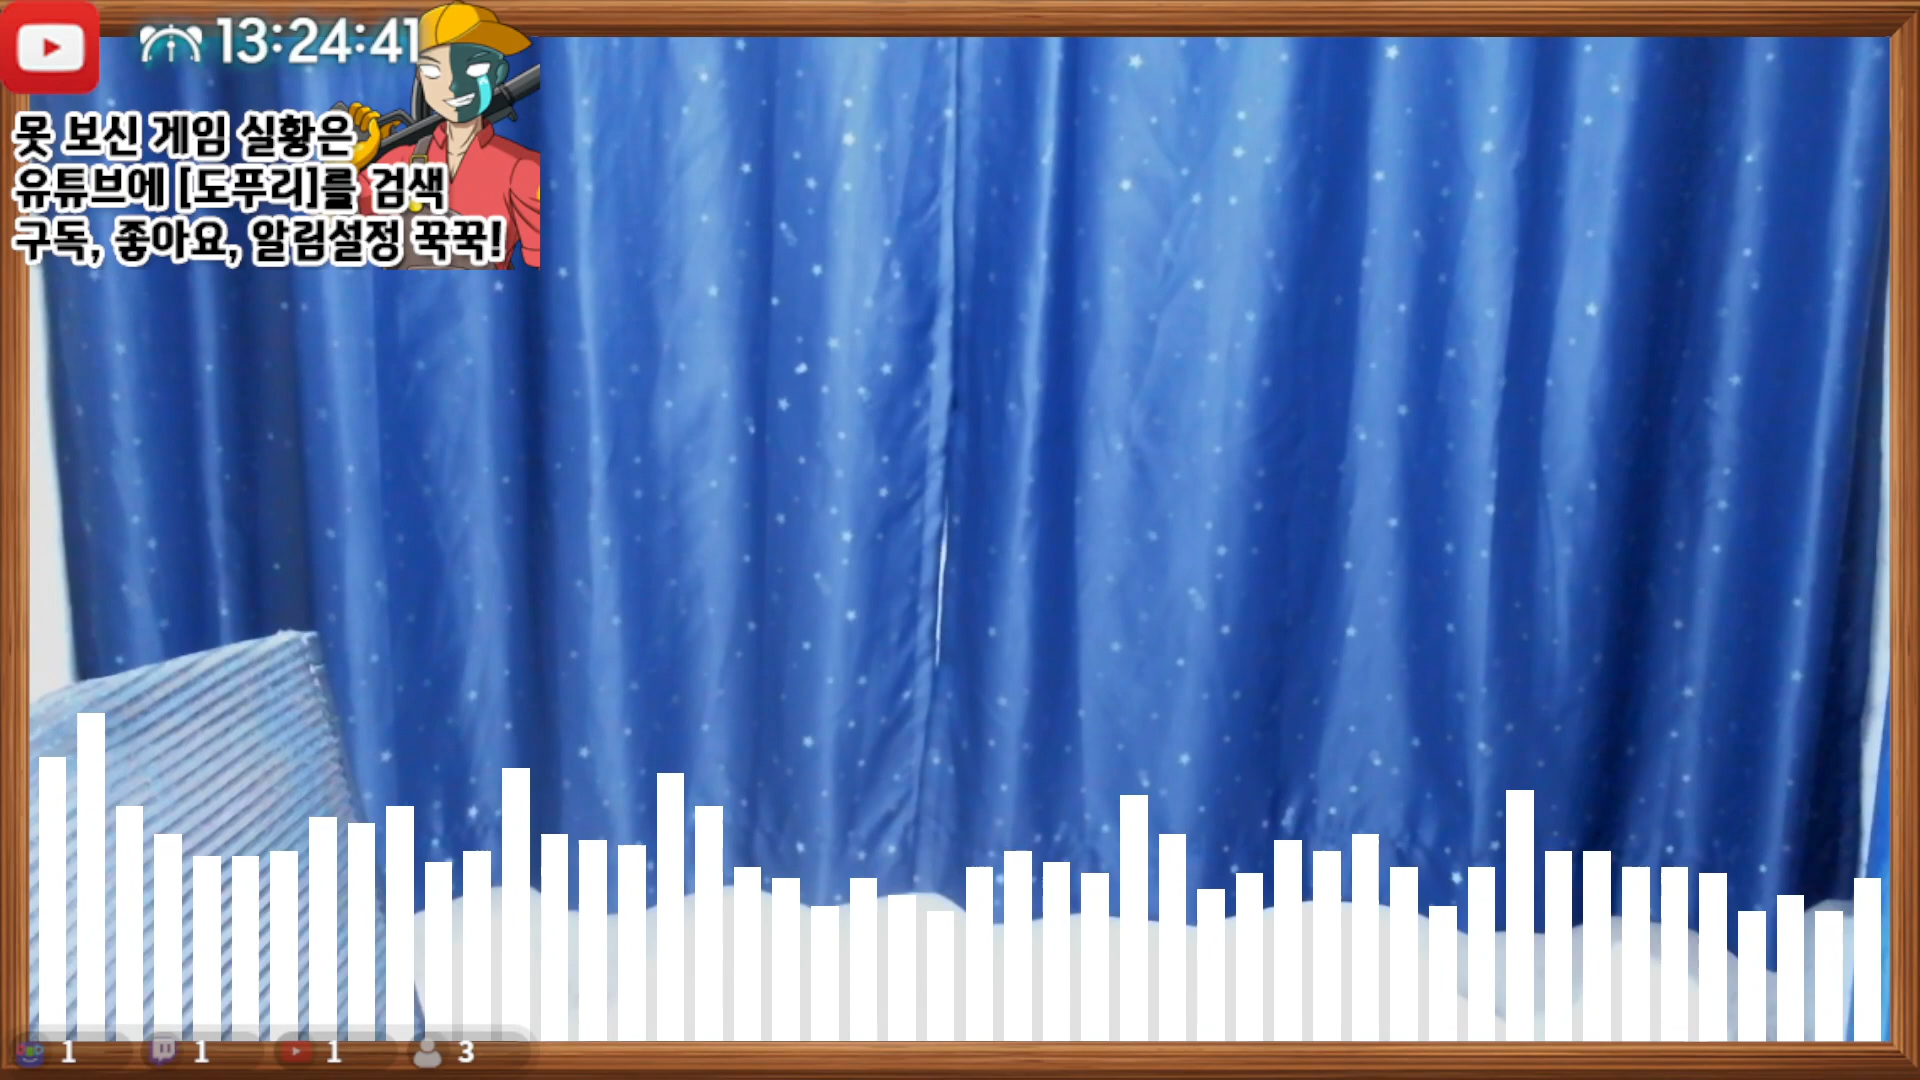 13:24:41
못 보신 게임 실황은
유튜브에 [도푸리]를 검색
구독, 좋아요, 알림설정 꾹꾹!
1 1 1 3